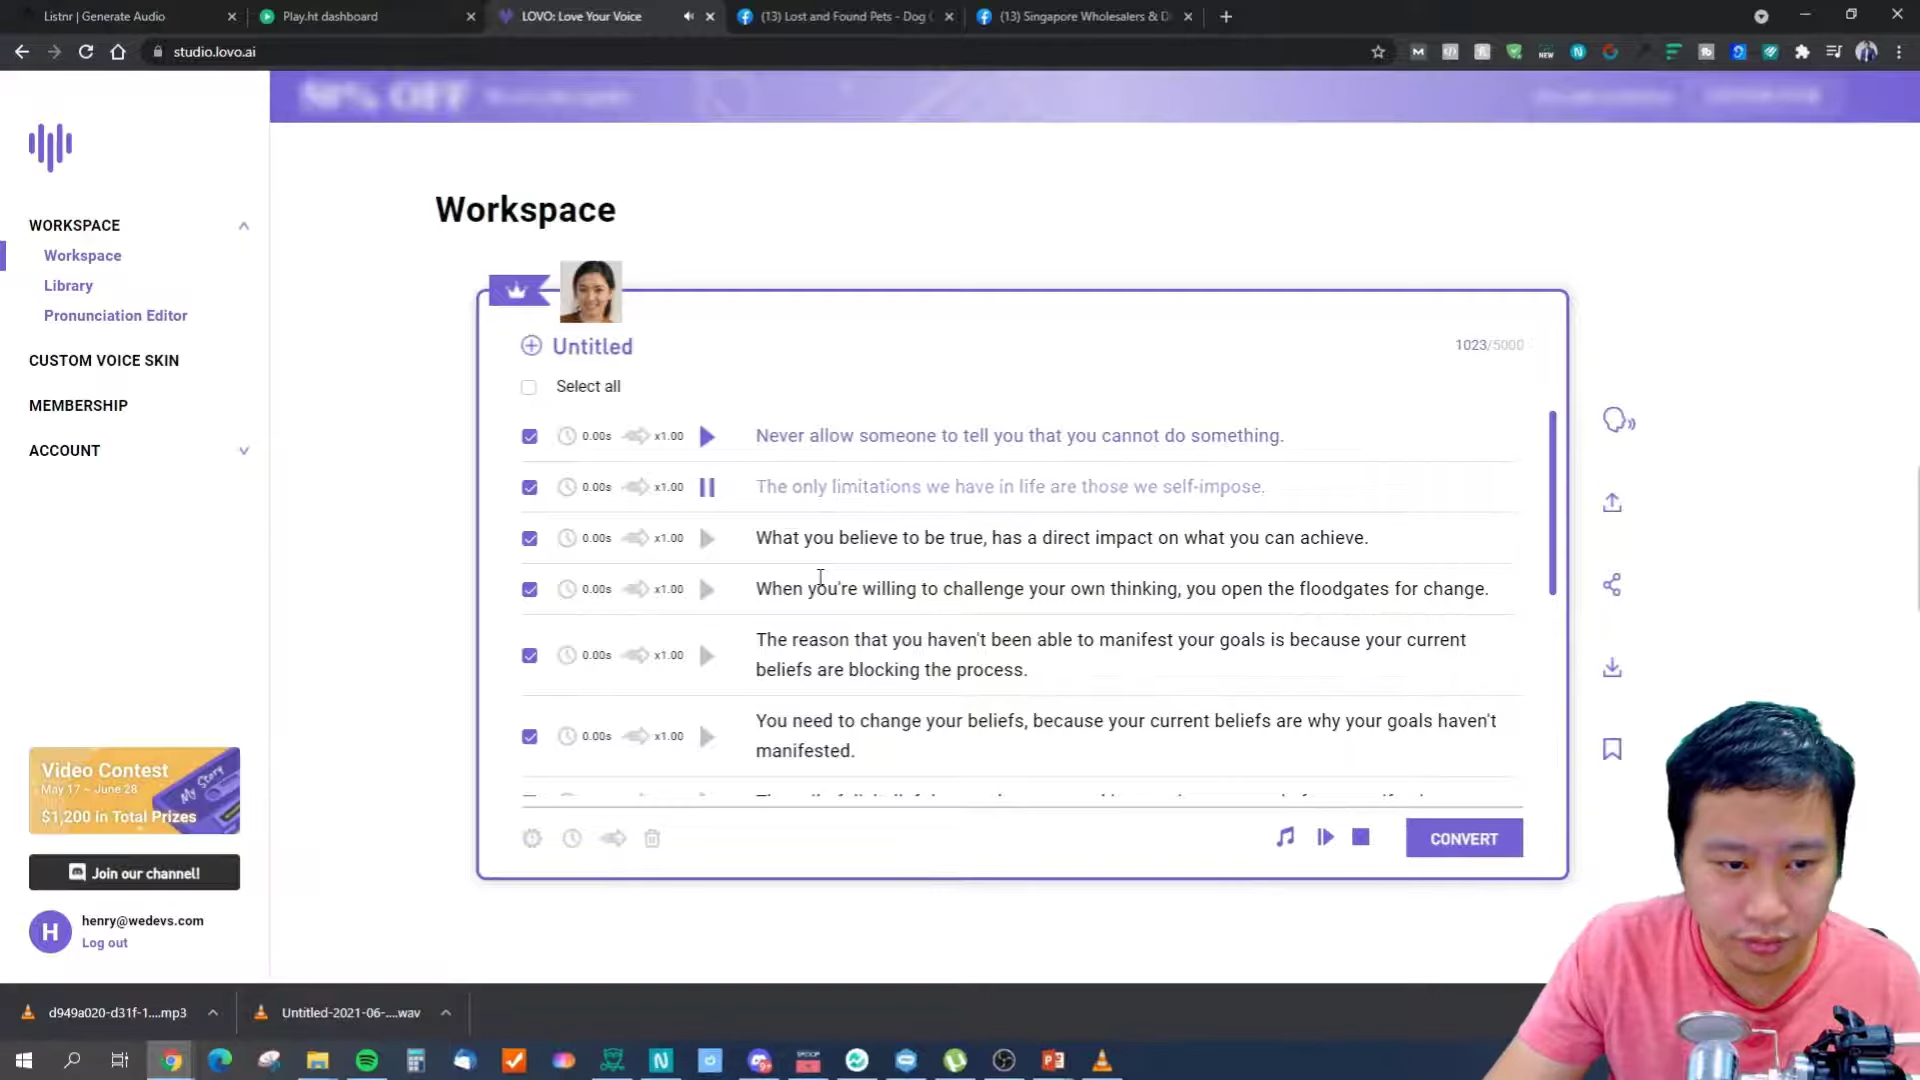 Listnr | Generate Audio
Play.ht dashboard
LOVO: Love Your Voice
(13) Lost and Found Pets - Dog
(13) Singapore Wholesalers & D
studio.lovo.ai
50% OFF
WORKSPACE
Workspace
Library
Pronunciation Editor
CUSTOM VOICE SKIN
MEMBERSHIP
ACCOUNT
Video Contest
May 17 ~ June 28
My Story
$1,200 in Total Prizes
Join our channel!
H
henry@wedevs.com
Log out
Workspace
Untitled
1023/5000
Select all
0.00s x1.00 Never allow someone to tell you that you cannot do something.
0.00s x1.00 The only limitations we have in life are those we self-impose.
0.00s x1.00 What you believe to be true, has a direct impact on what you can achieve.
0.00s x1.00 When you're willing to challenge your own thinking, you open the floodgates for change.
0.00s x1.00 The reason that you haven't been able to manifest your goals is because your current
beliefs are blocking the process.
0.00s x1.00 You need to change your beliefs, because your current beliefs are why your goals haven't
manifested.
CONVERT
d949a020-d31f-1....mp3
Untitled-2021-06-....wav